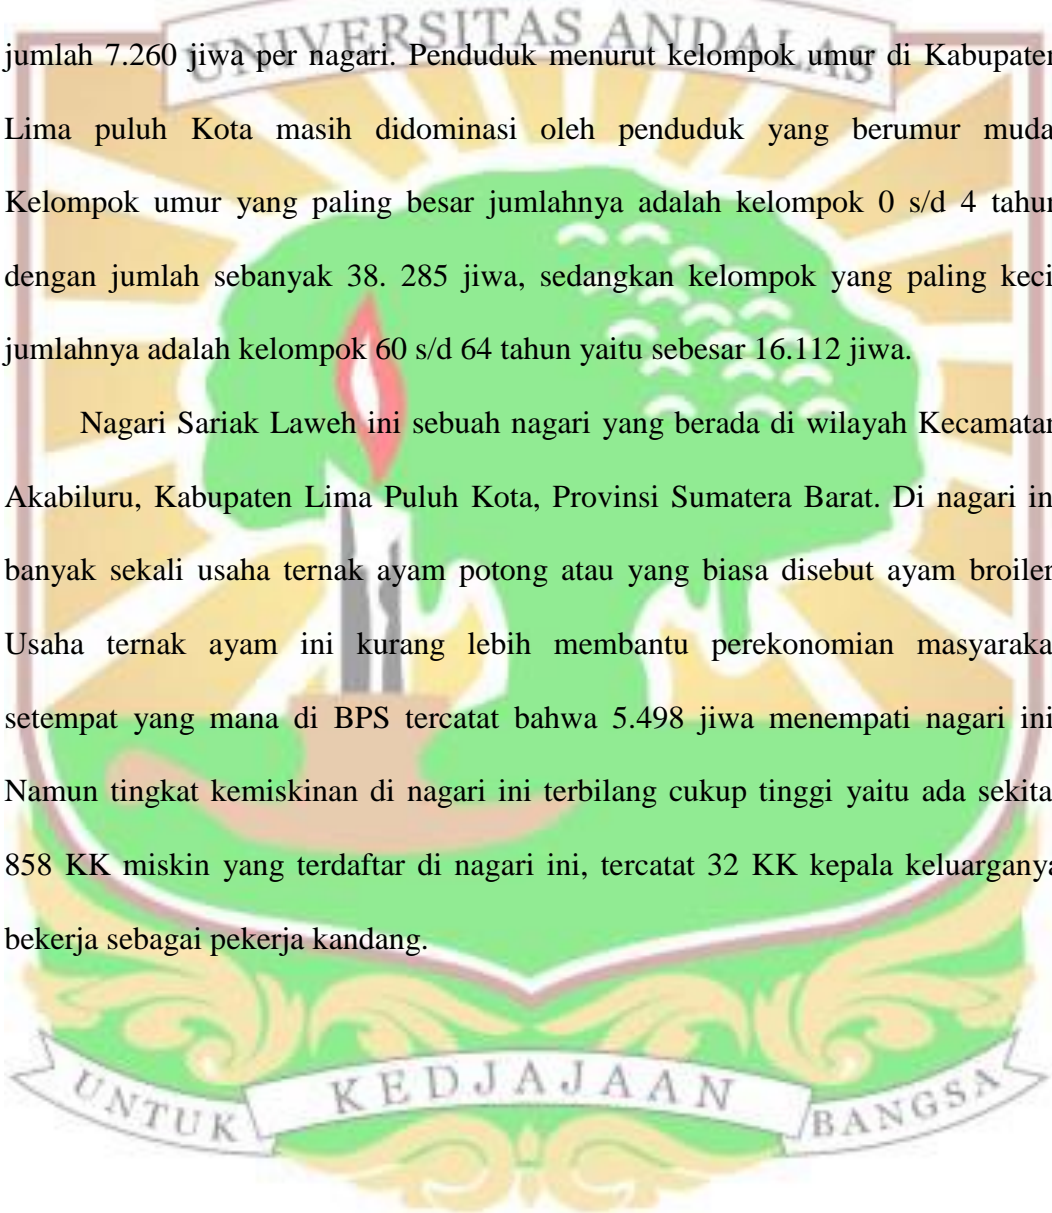 UNIVERSITAS ANDALAS
jumlah 7.260 jiwa per nagari. Penduduk menurut kelompok umur di Kabupaten
Lima puluh Kota masih didominasi oleh penduduk yang berumur muda
Kelompok umur yang paling besar jumlahnya adalah kelompok 0 s/d 4 tahun
dengan jumlah sebanyak 38. 285 jiwa, sedangkan kelompok yang paling keci
jumlahnya adalah kelompok 60 s/d 64 tahun yaitu sebesar 16.112 jiwa.
Nagari Sariak Laweh ini sebuah nagari yang berada di wilayah Kecamatan
Akabiluru, Kabupaten Lima Puluh Kota, Provinsi Sumatera Barat. Di nagari in
banyak sekali usaha ternak ayam potong atau yang biasa disebut ayam broiler
Usaha ternak ayam ini kurang lebih membantu perekonomian masyaraka
setempat yang mana di BPS tercatat bahwa 5.498 jiwa menempati nagari ini
Namun tingkat kemiskinan di nagari ini terbilang cukup tinggi yaitu ada sekita
858 KK miskin yang terdaftar di nagari ini, tercatat 32 KK kepala keluarganya
bekerja sebagai pekerja kandang.
UNTUK KEDJAJAAN BANGSA